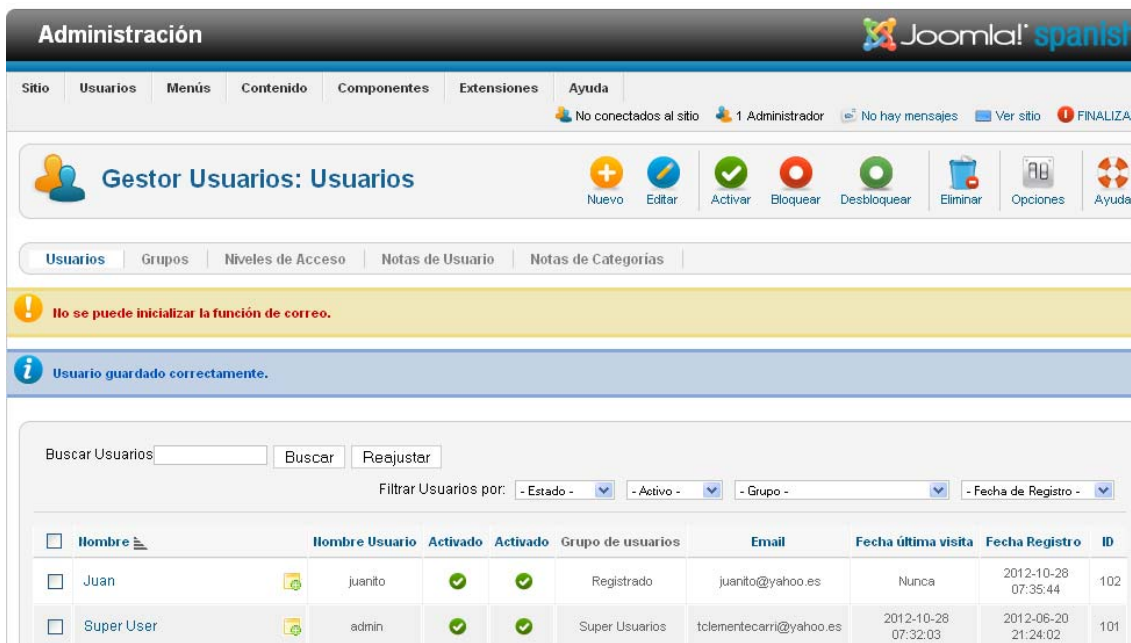 Administración
Joomla! spanish
Sitio Usuarios Menús Contenido Componentes Extensiones Ayuda
No conectados al sitio 1 Administrador No hay mensajes Ver sitio FINALIZA
Gestor Usuarios: Usuarios
Nuevo Editar Activar Bloquear Desbloquear Eliminar Opciones Ayuda
Usuarios Grupos Niveles de Acceso Notas de Usuario Notas de Categorías
No se puede inicializar la función de correo.
Usuario guardado correctamente.
Buscar Usuarios Buscar Reajustar
Filtrar Usuarios por: - Estado - - Activo - - Grupo - - Fecha de Registro -
Nombre Nombre Usuario Activado Activado Grupo de usuarios Email Fecha última visita Fecha Registro ID
Juan juanito Registrado juanito@yahoo.es Nunca 2012-10-28 07:35:44 102
Super User admin Super Usuarios tclementecarri@yahoo.es 2012-10-28 07:32:03 2012-06-20 21:24:02 101